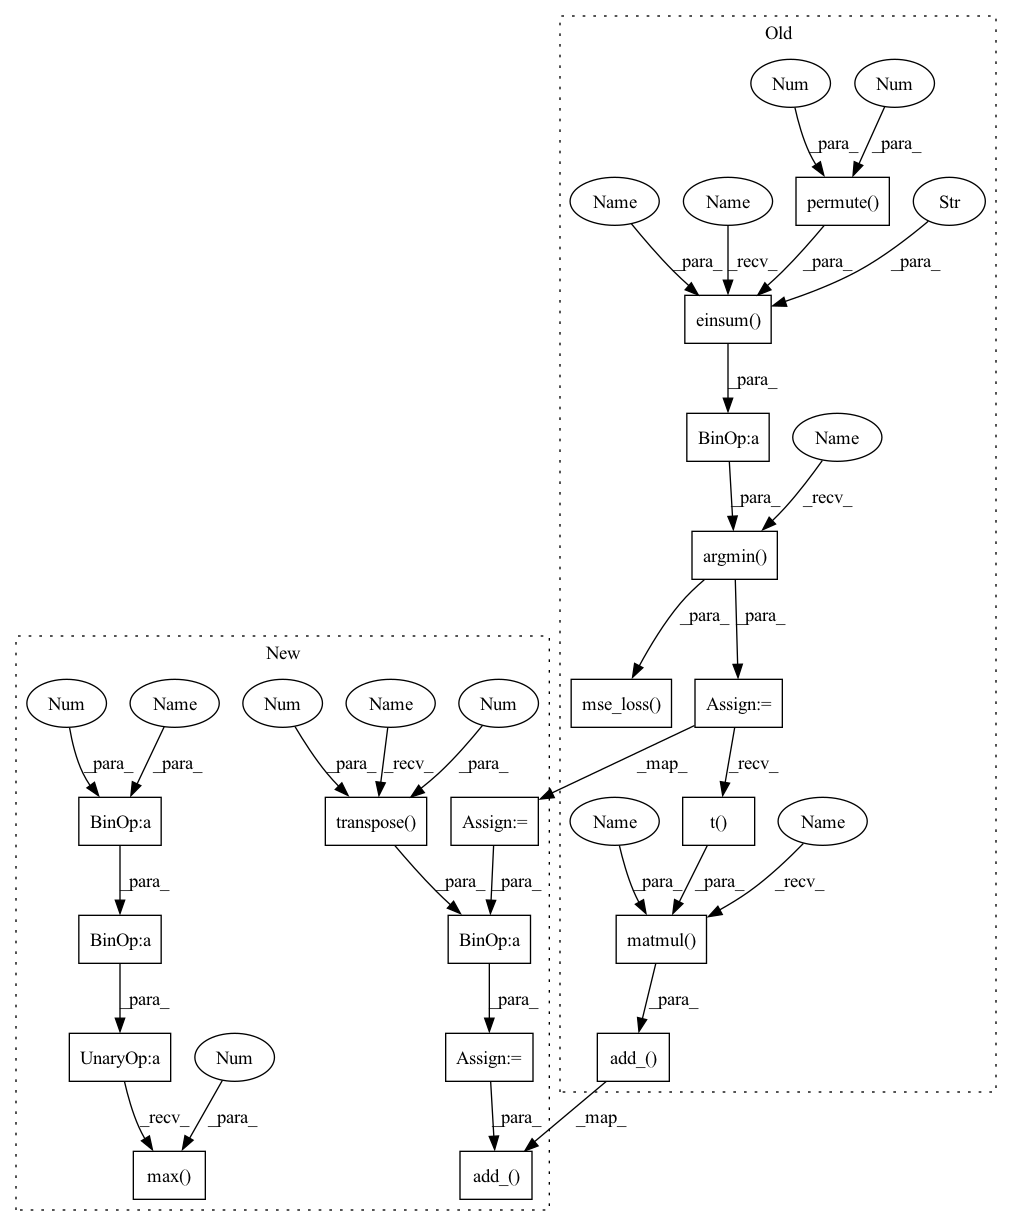 Old
Num
Num
_para_
_para_
Name
Name
permute()
Str
_para_
_recv_
_para_
_para_
einsum()
_para_
BinOp:a
Name
_para_
_recv_
argmin()
_para_
_para_
New
Num
Name
Num
Name
Num
mse_loss()
Assign:=
_para_
_para_
_para_
_recv_
_para_
_map_
_recv_
BinOp:a
transpose()
Assign:=
Name
t()
Name
_para_
_para_
_para_
_para_
_para_
_recv_
BinOp:a
BinOp:a
matmul()
_para_
_para_
_para_
UnaryOp:a
Num
Assign:=
add_()
_recv_
_para_
_para_
_map_
max()
add_()